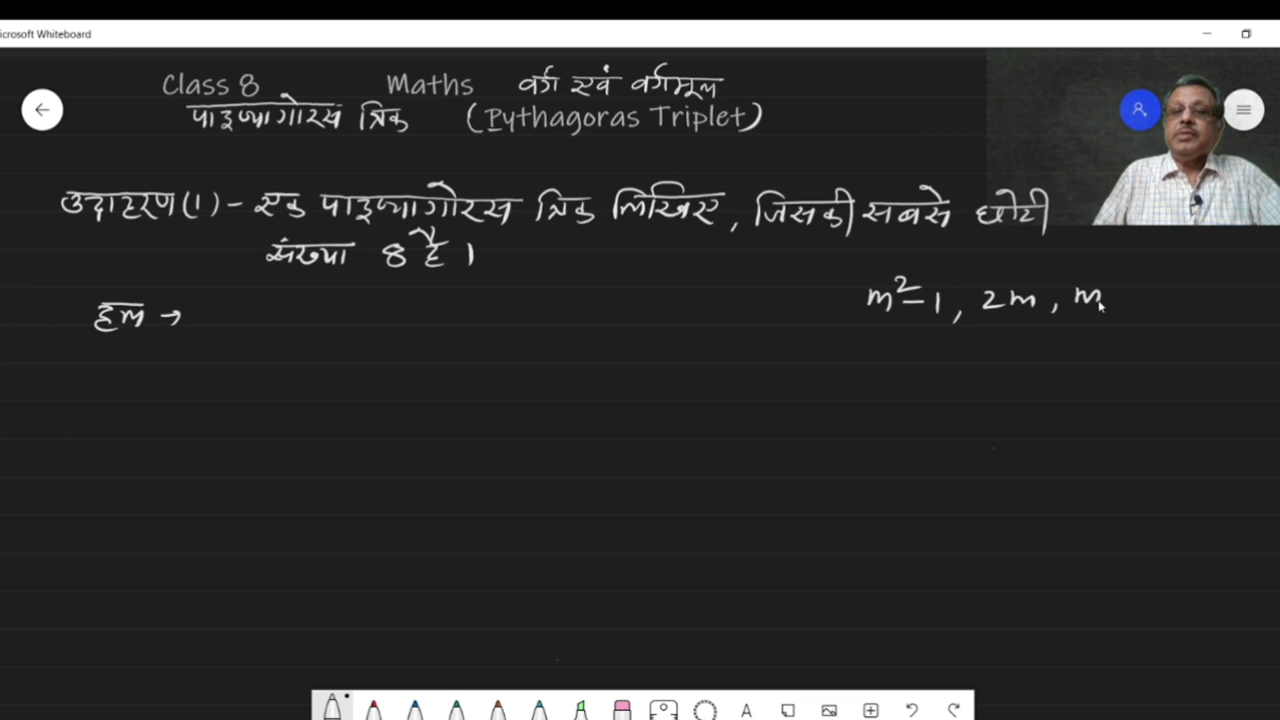 icrosoft Whiteboard
Class 8 Maths वर्ग एवं वर्गमूल
पाइथागोरस त्रिक (Pythagoras Triplet)
उदाहरण (1) - एक पाइथागोरस त्रिक लिखिए, जिसकी सबसे छोटी
संख्या 8 है।
हल →
m²-1, 2m, m
A